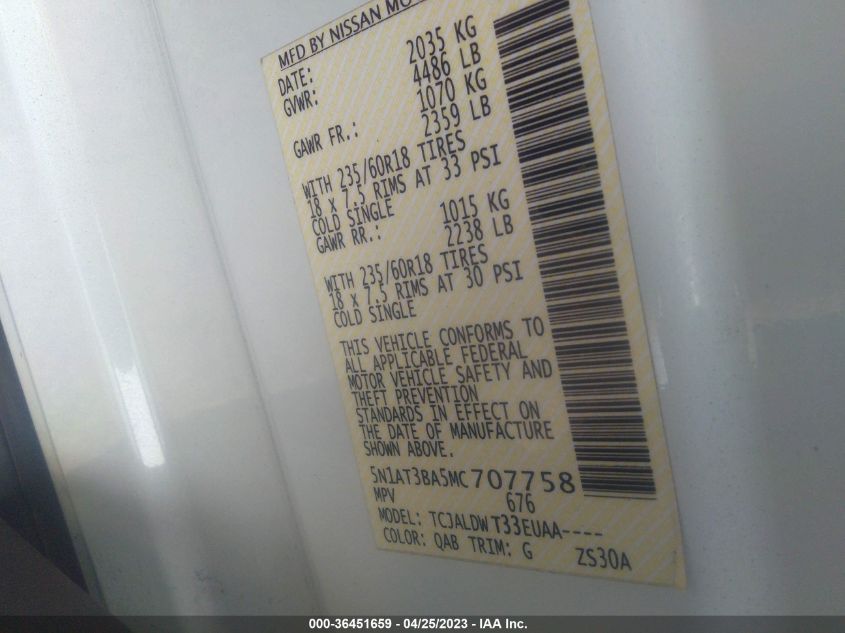 MFD BY NISSAN MO
DATE:
GVWR: 2035 KG
4486 LB
GAWR FR.: 1070 KG
2359 LB
WITH 235/60R18 TIRES
18 X 7.5 RIMS AT 33 PSI
COLD SINGLE
GAWR RR.: 1015 KG
2238 LB
WITH 235/60R18 TIRES
18 X 7.5 RIMS AT 30 PSI
COLD SINGLE
THIS VEHICLE CONFORMS TO
ALL APPLICABLE FEDERAL
MOTOR VEHICLE SAFETY AND
THEFT PREVENTION
STANDARDS IN EFFECT ON
THE DATE OF MANUFACTURE
SHOWN ABOVE.
5N1AT3BA5MC707758
MPV 676
MODEL: TCJALDWT33EUAA----
COLOR: QAB TRIM: G ZS30A
000-36451659 - 04/25/2023 - IAA Inc.